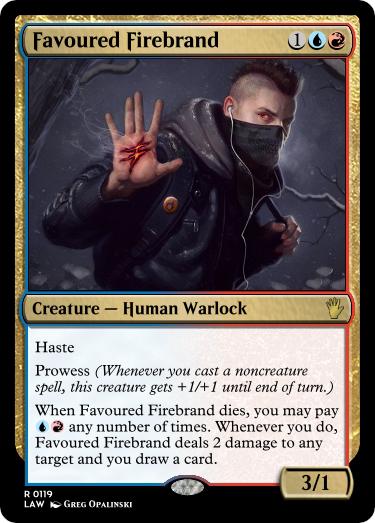 Favoured Firebrand 1
Creature — Human Warlock
Haste
Prowess (Whenever you cast a noncreature
spell, this creature gets +1/+1 until end of turn.)
When Favoured Firebrand dies, you may pay
any number of times. Whenever you do,
Favoured Firebrand deals 2 damage to any
target and you draw a card.
3/1
R 0119
LAW Greg Opalinski